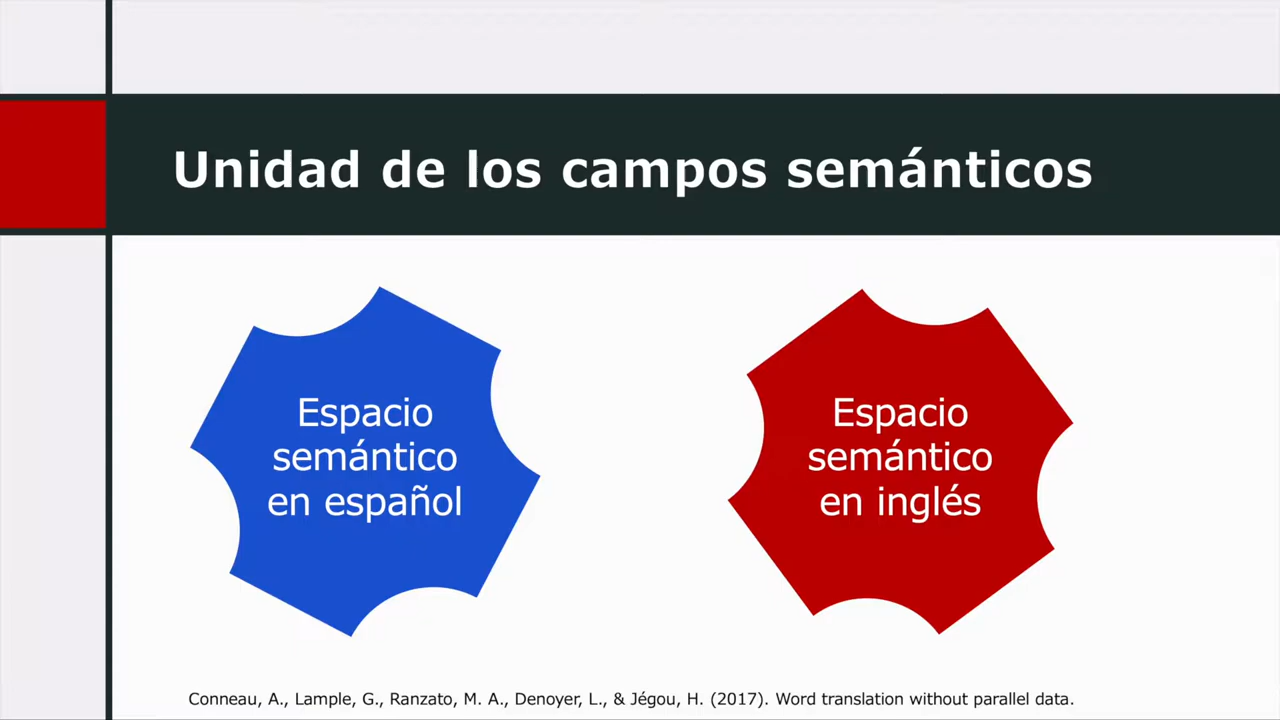 Unidad de los campos semánticos
Espacio
semántico
en español
Espacio
semántico
en inglés
Conneau, A., Lample, G., Ranzato, M. A., Denoyer, L., & Jégou, H. (2017). Word translation without parallel data.